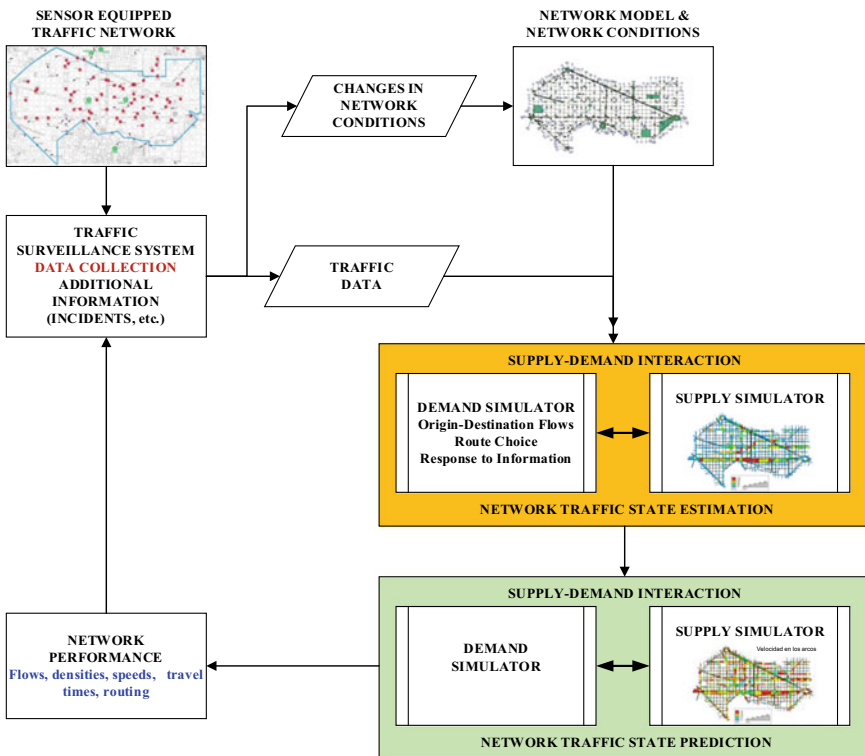 SENSOR EQUIPPED
TRAFFIC NETWORK
NETWORK MODEL &
NETWORK CONDITIONS
CHANGES IN
NETWORK
CONDITIONS
TRAFFIC
SURVEILLANCE SYSTEM
DATA COLLECTION
ADDITIONAL
INFORMATION
(INCIDENTS, etc.)
TRAFFIC
DATA
SUPPLY-DEMAND INTERACTION
DEMAND SIMULATOR
Origin-Destination Flows
Route Choice
Response to Information
SUPPLY SIMULATOR
NETWORK TRAFFIC STATE ESTIMATION
SUPPLY-DEMAND INTERACTION
DEMAND
SIMULATOR
SUPPLY SIMULATOR
Velocidad en los arcos
NETWORK TRAFFIC STATE PREDICTION
NETWORK
PERFORMANCE
Flows, densities, speeds, travel
times, routing